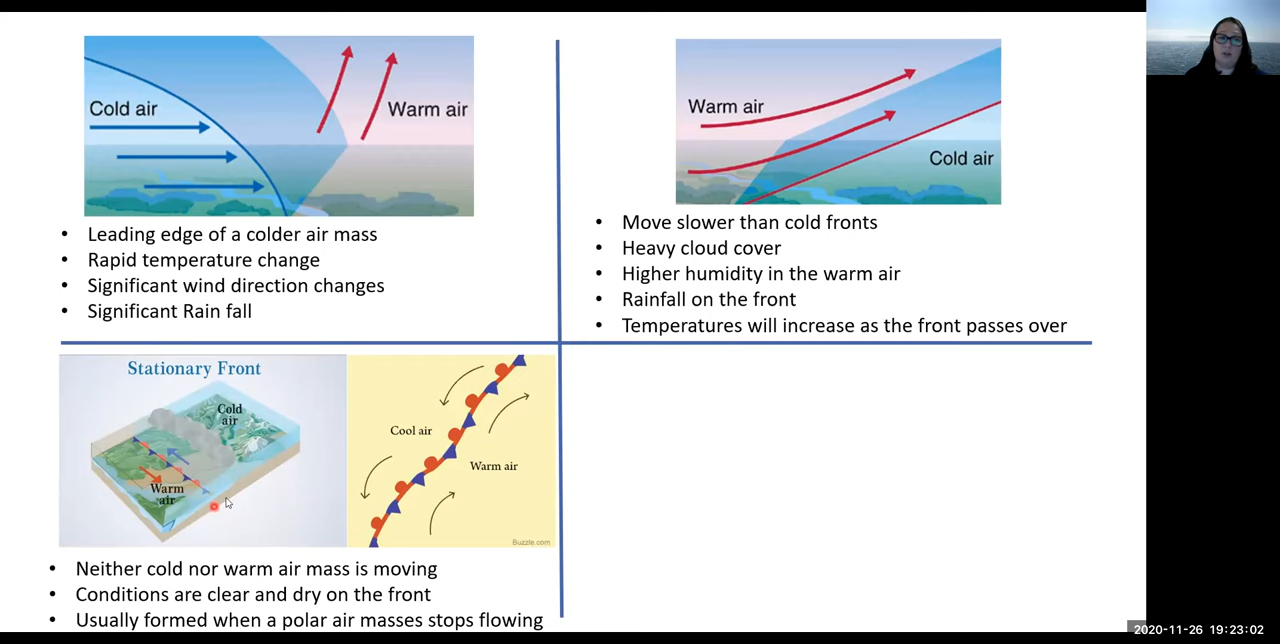 Cold air
Warm air
• Leading edge of a colder air mass
• Rapid temperature change
• Significant wind direction changes
• Significant Rain fall
Warm air
Cold air
• Move slower than cold fronts
• Heavy cloud cover
• Higher humidity in the warm air
• Rainfall on the front
• Temperatures will increase as the front passes over
Stationary Front
Cold
air
Warm
air
Cool air
Warm air
Buzzle.com
• Neither cold nor warm air mass is moving
• Conditions are clear and dry on the front
• Usually formed when a polar air masses stops flowing
2020-11-26 19:23:02